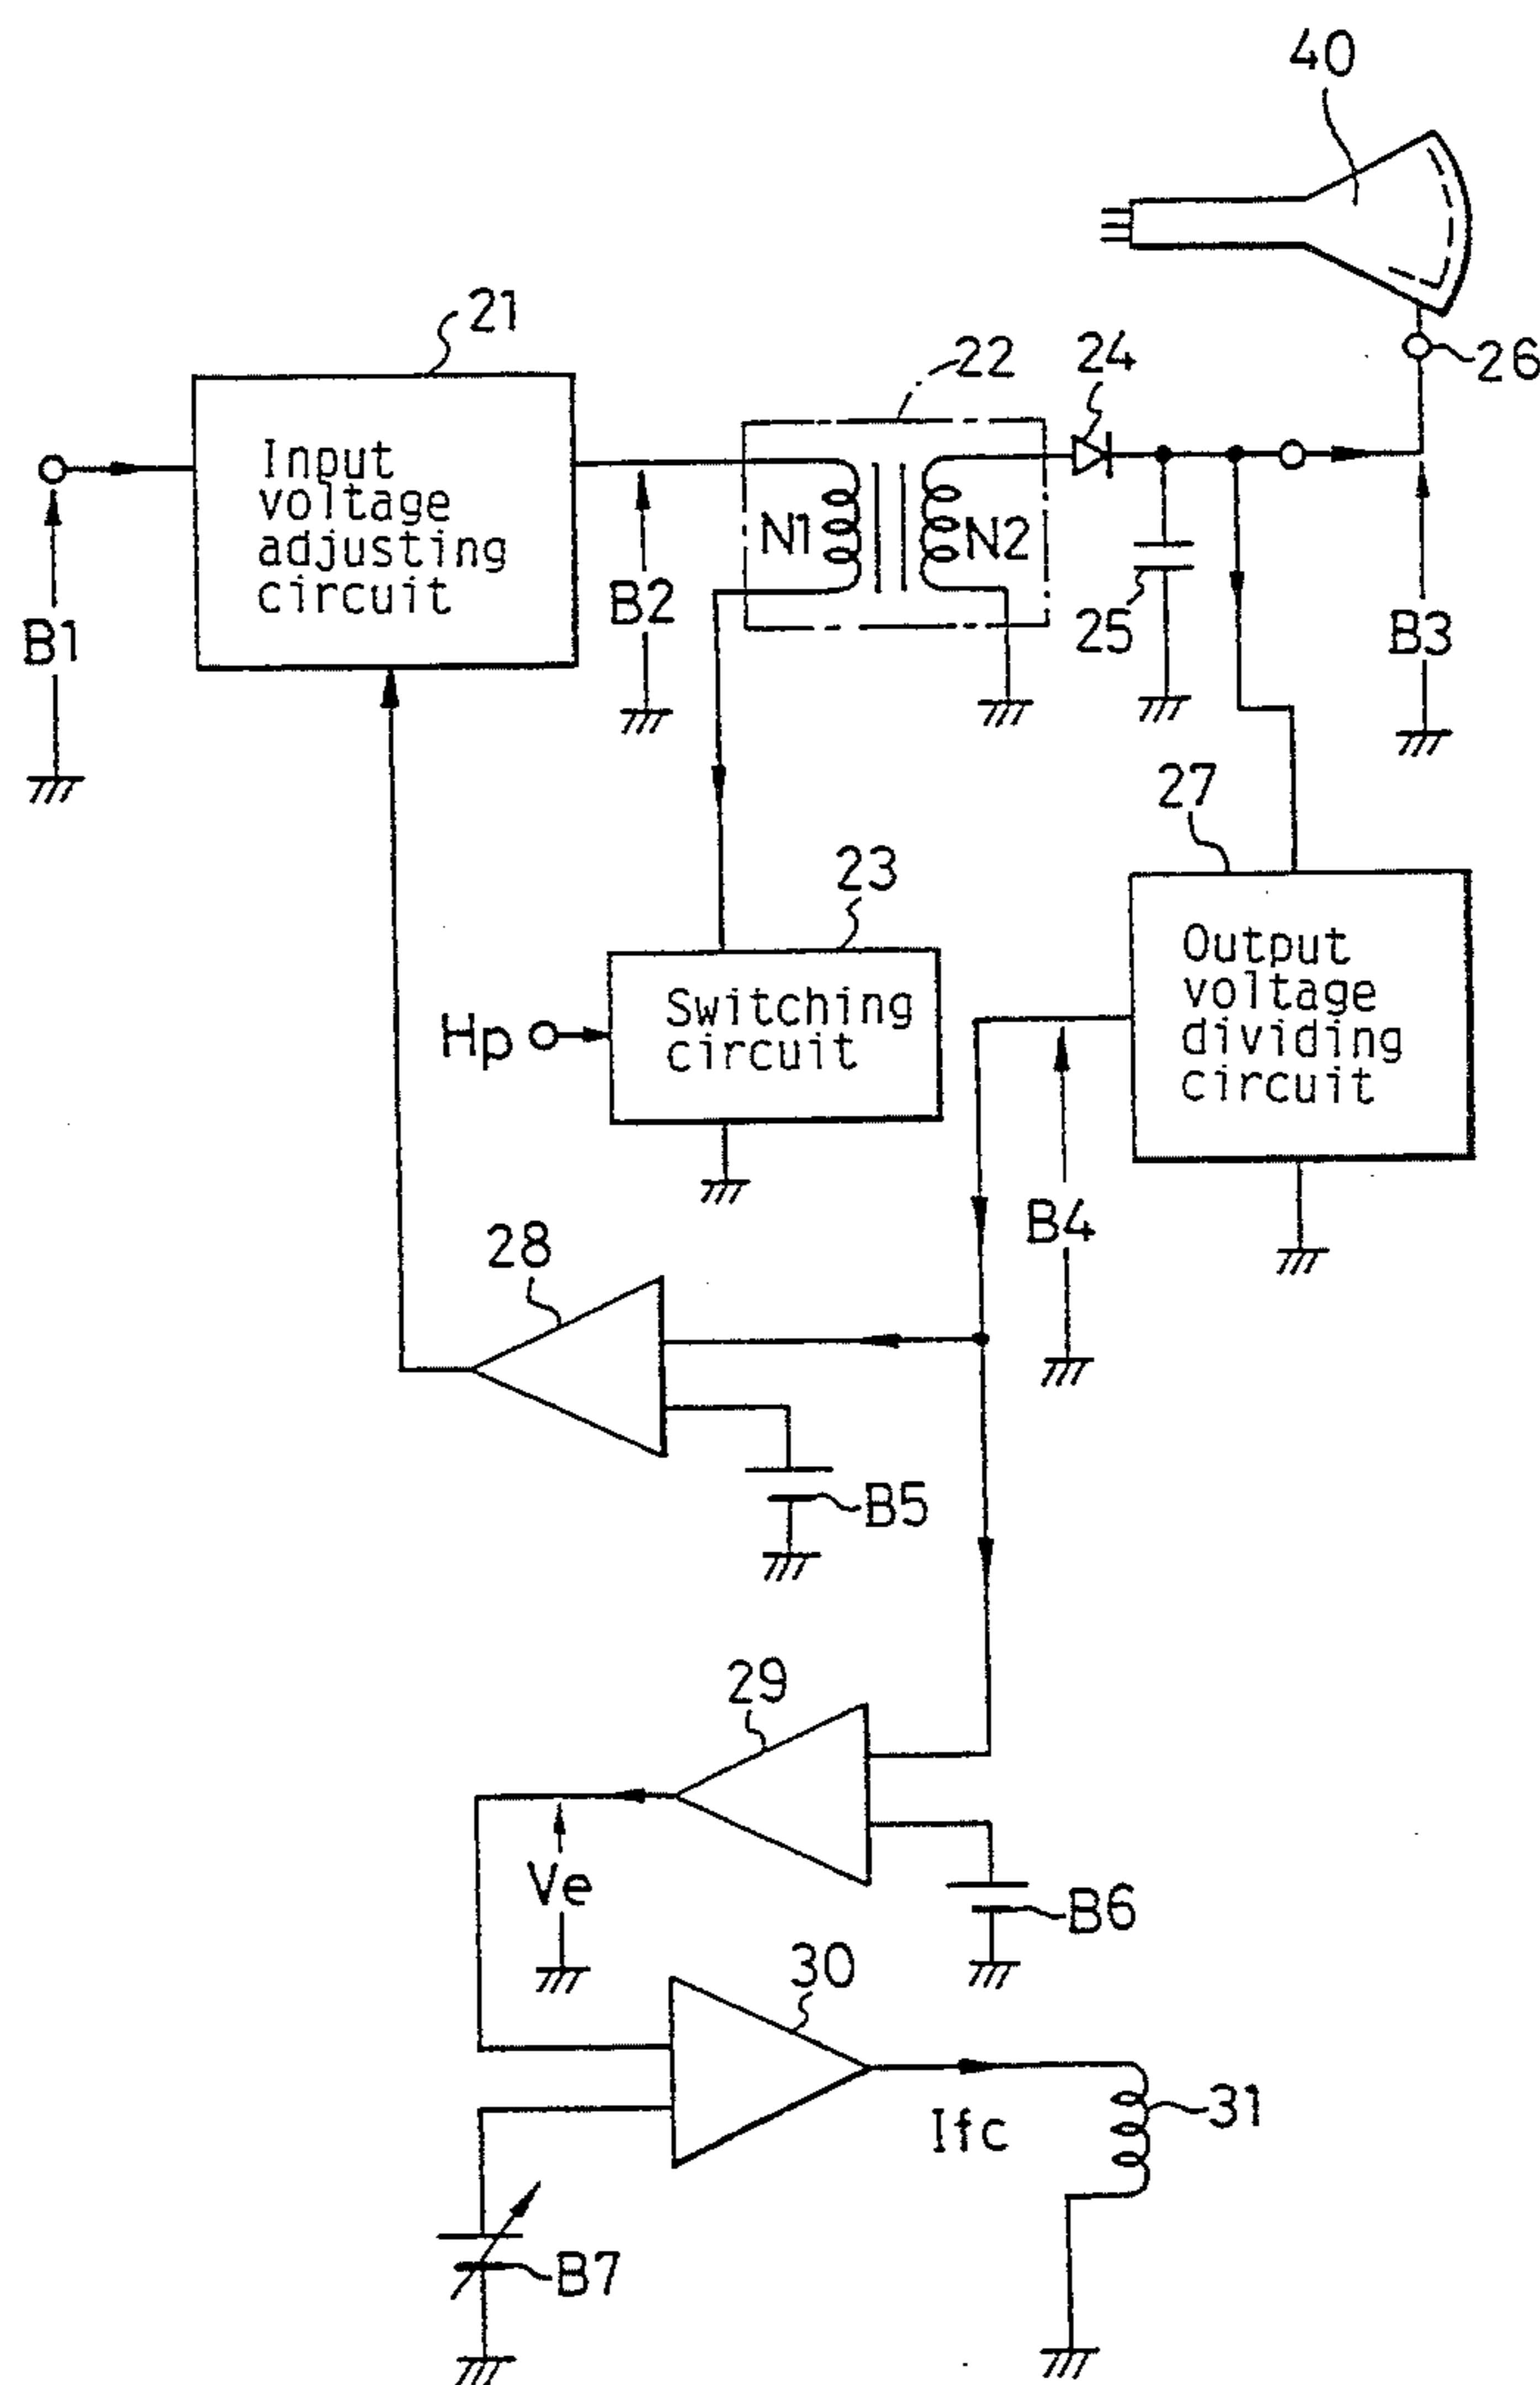 40
21
22
24
26
Input
voltage
adjusting
circuit
N1
N2
B1
B2
25
B3
27
23
Output
voltage
dividing
circuit
Switching
circuit
Hp
B4
28
B5
29
Ve
B6
30
Ifc
31
B7